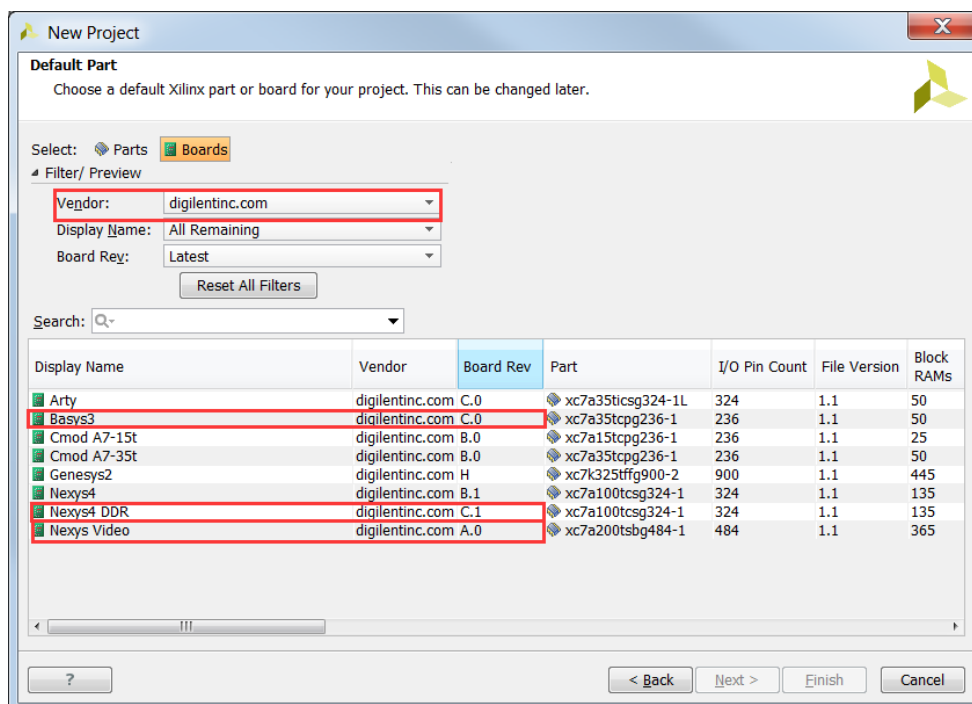 New Project
Default Part
Choose a default Xilinx part or board for your project. This can be changed later.
Select: Parts Boards
Filter/ Preview
Vendor: digilentinc.com
Display Name: All Remaining
Board Rev: Latest
Reset All Filters
Search:
Display Name Vendor Board Rev Part I/O Pin Count File Version Block RAMs
Arty digilentinc.com C.0 xc7a35ticsg324-1L 324 1.1 50
Basys3 digilentinc.com C.0 xc7a35tcpg236-1 236 1.1 50
Cmod A7-15t digilentinc.com B.0 xc7a15tcpg236-1 236 1.1 25
Cmod A7-35t digilentinc.com B.0 xc7a35tcpg236-1 236 1.1 50
Genesys2 digilentinc.com H xc7k325tffg900-2 900 1.1 445
Nexys4 digilentinc.com B.1 xc7a100tcsg324-1 324 1.1 135
Nexys4 DDR digilentinc.com C.1 xc7a100tcsg324-1 324 1.1 135
Nexys Video digilentinc.com A.0 xc7a200tsbg484-1 484 1.1 365
? < Back Next > Finish Cancel